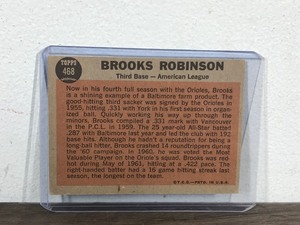 TOPPS
468
BROOKS ROBINSON
Third Base — American League
Now in his fourth full season with the Orioles, Brooks
is a shining example of a Baltimore farm product. The
good-hitting third sacker was signed by the Orioles in
1955, hitting .331 with York in his first season in organ-
ized ball. Quickly working his way up through the
minors, Brooks compiled a .331 mark with Vancouver
in the P.C.L. in 1959. The 25 year-old All-Star batted
.287 with Baltimore last year and led the club with 192
base hits. Although he hadn't a reputation for being a
long-ball hitter, Brooks crashed 14 roundtrippers during
the '60 campaign. In 1960, he was voted the Most
Valuable Player on the Oriole's squad. Brooks was red
hot during May of 1961, hitting at a .422 pace. The
right-handed batter had a 16 game hitting streak last
season, the longest on the team.
©T.C.G.—PRTD. IN U.S.A.